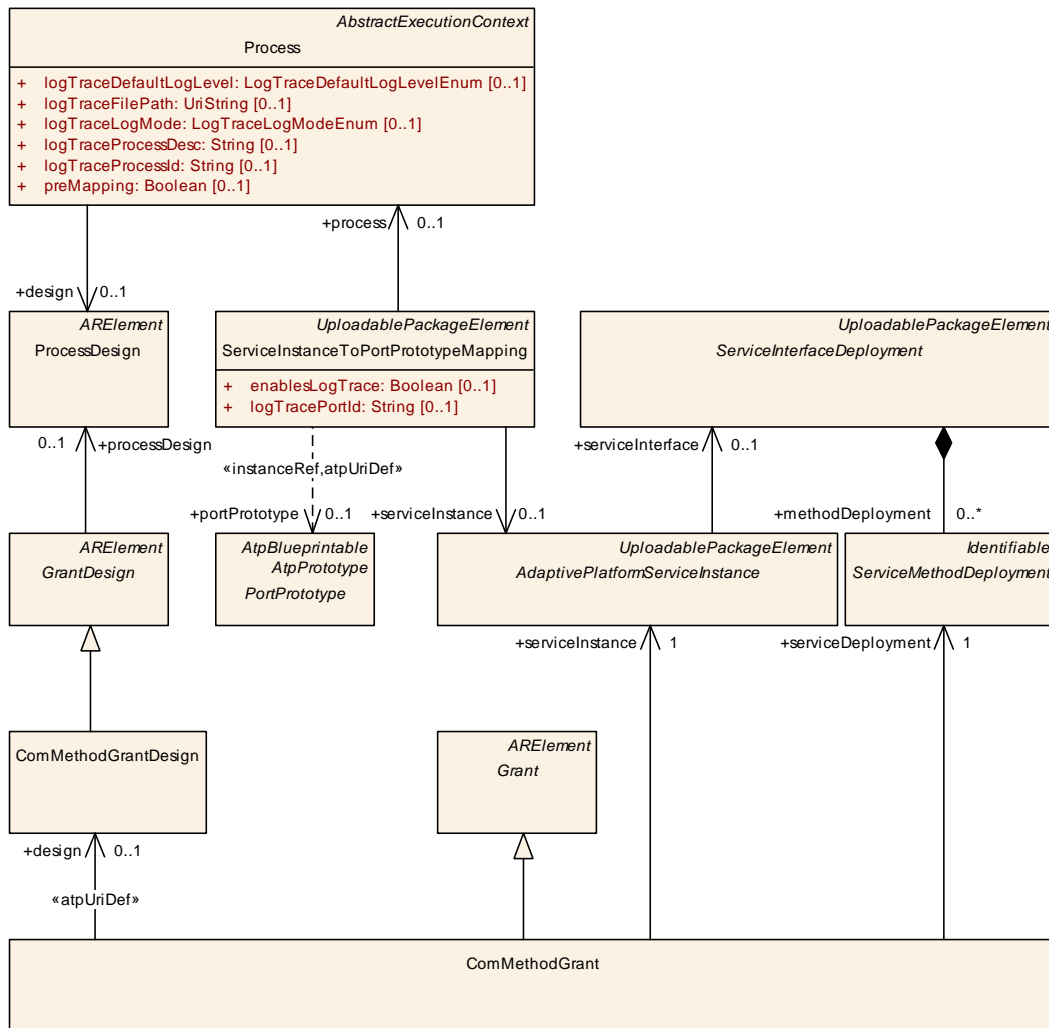 AbstractExecutionContext
Process
+ logTraceDefaultLogLevel: LogTraceDefaultLogLevelEnum [0..1]
+ logTraceFilePath: UriString [0..1]
+ logTraceLogMode: LogTraceLogModeEnum [0..1]
+ logTraceProcessDesc: String [0..1]
+ logTraceProcessId: String [0..1]
+ preMapping: Boolean [0..1]
+process 0..1
+design 0..1
ARElement
ProcessDesign
UploadablePackageElement
ServiceInstanceToPortPrototypeMapping
+ enablesLogTrace: Boolean [0..1]
+ logTracePortId: String [0..1]
UploadablePackageElement
ServiceInterfaceDeployment
0..1 +processDesign
«instanceRef,atpUriDef»
+serviceInterface 0..1
+portPrototype 0..1
+serviceInstance 0..1
+methodDeployment 0..*
ARElement
GrantDesign
AtpBlueprintable
AtpPrototype
PortPrototype
UploadablePackageElement
AdaptivePlatformServiceInstance
Identifiable
ServiceMethodDeployment
+serviceInstance 1
+serviceDeployment 1
ComMethodGrantDesign
ARElement
Grant
+design 0..1
«atpUriDef»
ComMethodGrant